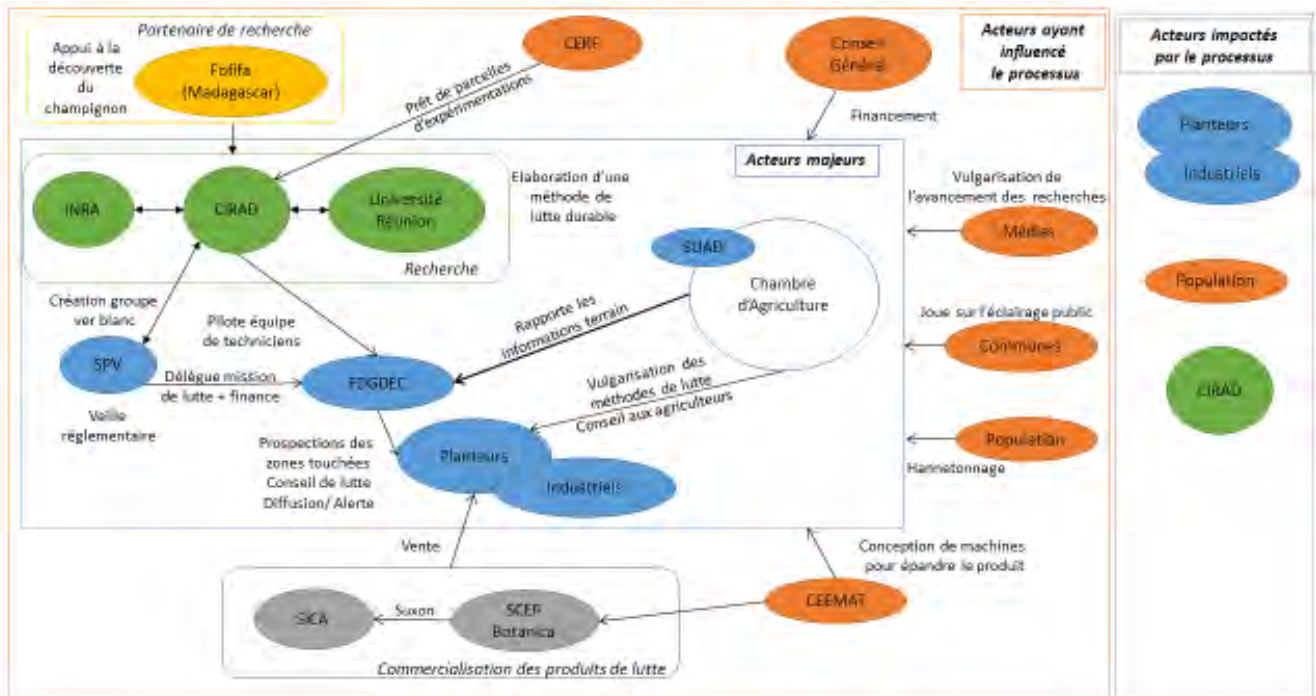 Partenaire de recherche
Appui à la
découverte
du
champignon
Fofifa
(Madagascar)
CERF
Prêt de parcelles
d'expérimentations
Conseil
Général
Financement
Acteurs ayant
influencé
le processus
Acteurs impactés
par le processus
Planteurs
Industriels
Population
CIRAD
Acteurs majeurs
INRA
CIRAD
Université
Réunion
Recherche
Elaboration d'une
méthode de
lutte durable
Vulgarisation de
l'avancement des recherches
Médias
SUAD
Chambre
d'Agriculture
Joue sur l'éclairage public
Communes
Création groupe
ver blanc
Pilote équipe
de techniciens
Rapporte les
informations terrain
SPV
Délègue mission
de lutte + finance
Veille
réglementaire
FDGDEC
Vulgarisation des
méthodes de lutte
Conseil aux agriculteurs
Population
Hannetonnage
Prospections des
zones touchées
Conseil de lutte
Diffusion/ Alerte
Planteurs
Industriels
Vente
Conception de machines
pour épandre le produit
CEEMAT
SICA
Suxon
Botanica
Commercialisation des produits de lutte